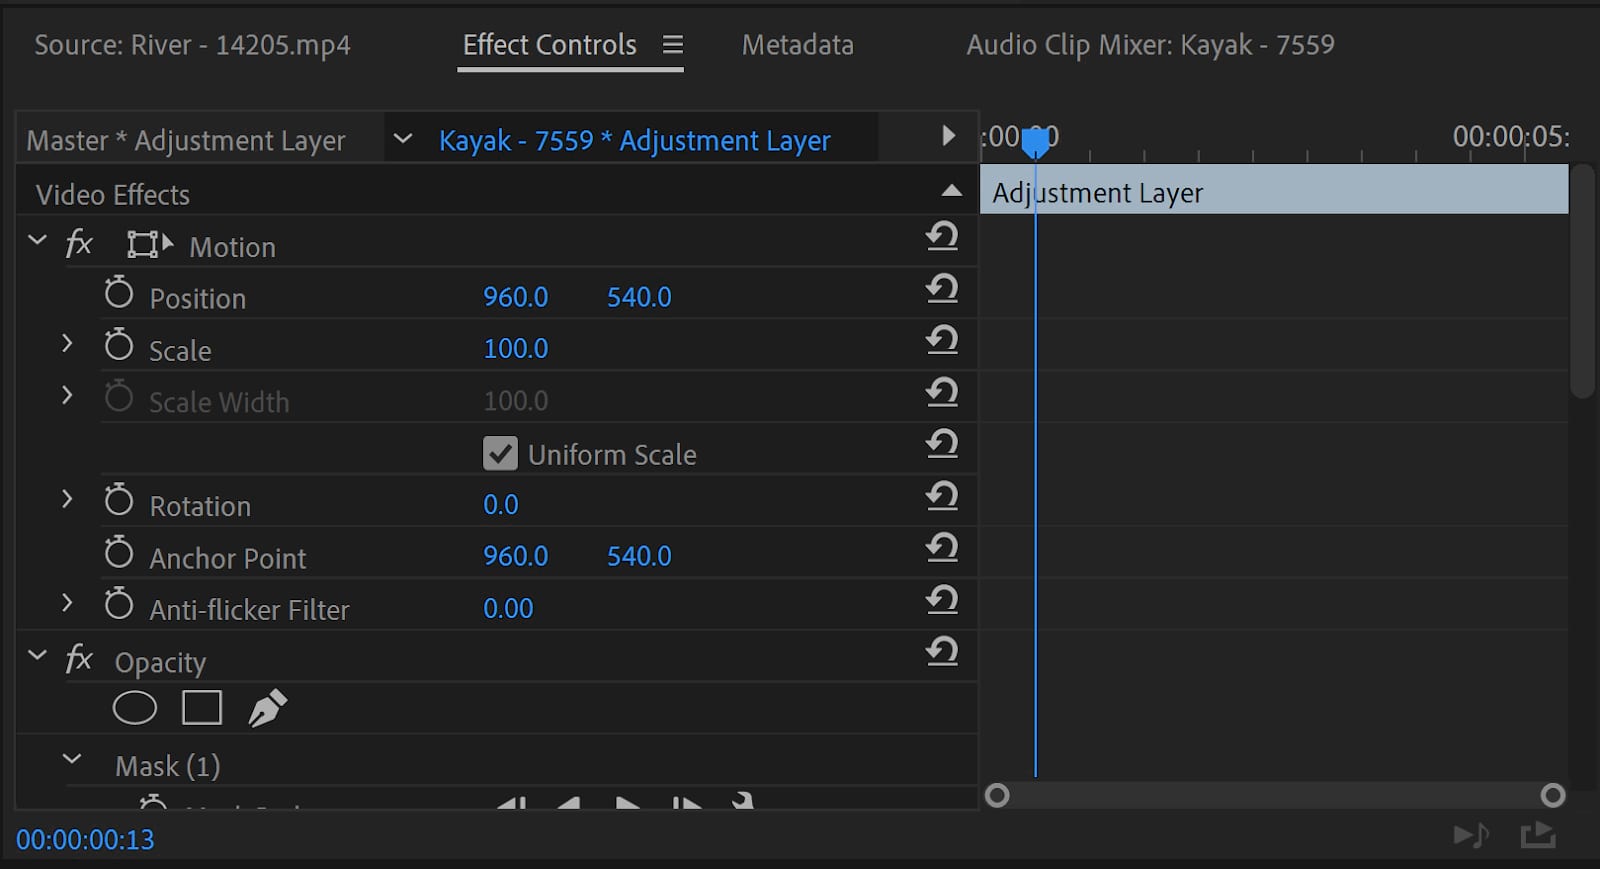 Source: River - 14205.mp4 Effect Controls Metadata Audio Clip Mixer: Kayak - 7559
Master * Adjustment Layer Kayak - 7559 * Adjustment Layer :00:00 00:00:05:
Video Effects Adjustment Layer
fx Motion
Position 960.0 540.0
Scale 100.0
Scale Width 100.0
Uniform Scale
Rotation 0.0
Anchor Point 960.0 540.0
Anti-flicker Filter 0.00
fx Opacity
Mask (1)
00:00:00:13